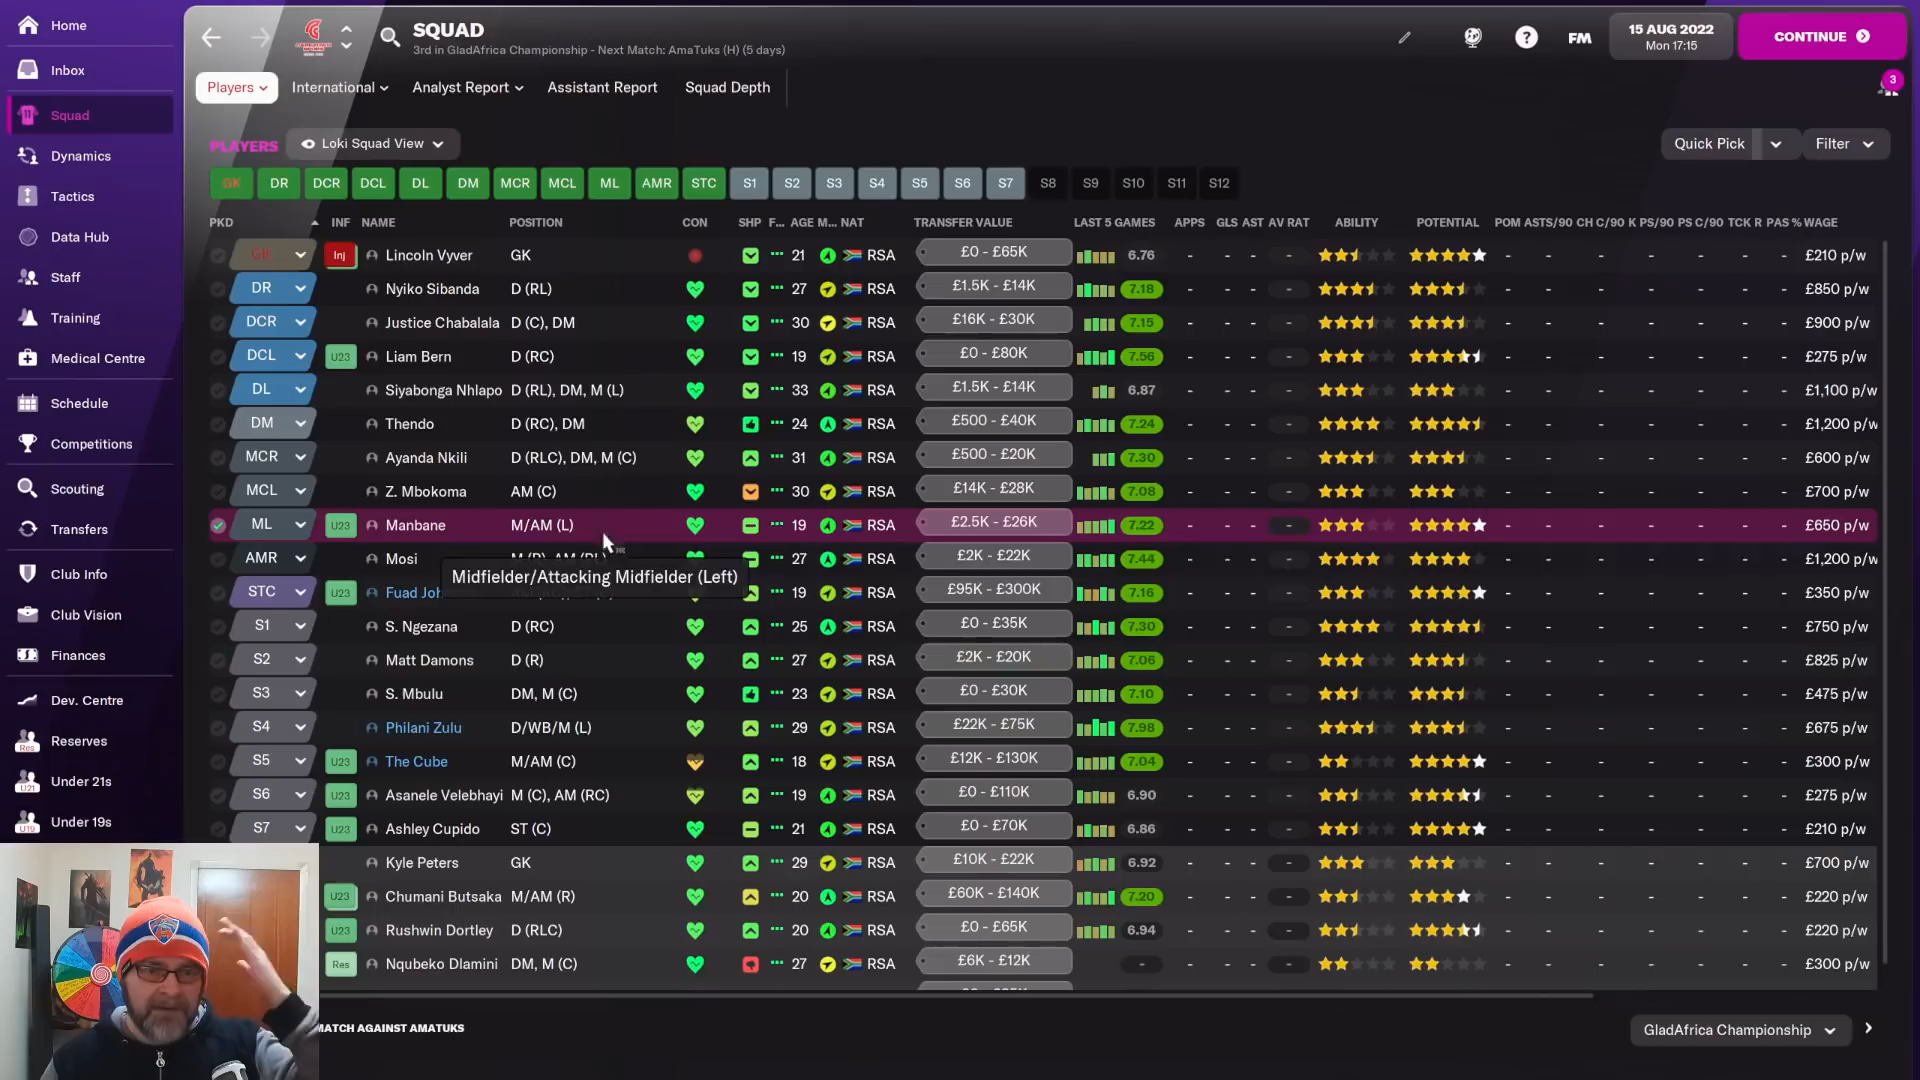 Home
Inbox
Squad
Dynamics
Tactics
Data Hub
Staff
Training
Medical Centre
Schedule
Competitions
Scouting
Transfers
Club Info
Club Vision
Finances
Dev. Centre
Res Reserves
U21 Under 21s
U19 Under 19s
SQUAD
3rd in GladAfrica Championship - Next Match: AmaTuks (H) (5 days)
? FM
15 AUG 2022
Mon 17:15
CONTINUE
3
Players International Analyst Report Assistant Report Squad Depth
PLAYERS Loki Squad View Quick Pick Filter
GK DR DCR DCL DL DM MCR MCL ML AMR STC S1 S2 S3 S4 S5 S6 S7 S8 S9 S10 S11 S12
PKD INF NAME POSITION CON SHP F... AGE M... NAT TRANSFER VALUE LAST 5 GAMES APPS GLS AST AV RAT ABILITY POTENTIAL POM ASTS/90 CH C/90 K PS/90 PS C/90 TCK R PAS % WAGE
GK Inj Lincoln Vyver GK 21 RSA £0 - £65K 6.76 - - - - - - - - - - - £210 p/w
DR Nyiko Sibanda D (RL) 27 RSA £1.5K - £14K 7.18 - - - - - - - - - - - £850 p/w
DCR Justice Chabalala D (C), DM 30 RSA £16K - £30K 7.15 - - - - - - - - - - - £900 p/w
DCL U23 Liam Bern D (RC) 19 RSA £0 - £80K 7.56 - - - - - - - - - - - £275 p/w
DL Siyabonga Nhlapo D (RL), DM, M (L) 33 RSA £1.5K - £14K 6.87 - - - - - - - - - - - £1,100 p/w
DM Thendo D (RC), DM 24 RSA £500 - £40K 7.24 - - - - - - - - - - - £1,200 p/w
MCR Ayanda Nkili D (RLC), DM, M (C) 31 RSA £500 - £20K 7.30 - - - - - - - - - - - £600 p/w
MCL Z. Mbokoma AM (C) 30 RSA £14K - £28K 7.08 - - - - - - - - - - - £700 p/w
ML U23 Manbane M/AM (L) 19 RSA £2.5K - £26K 7.22 - - - - - - - - - - - £650 p/w
AMR Mosi M (R), AM (RL) 27 RSA £2K - £22K 7.44 - - - - - - - - - - - £1,200 p/w
Midfielder/Attacking Midfielder (Left)
STC U23 Fuad Joh 19 RSA £95K - £300K 7.16 - - - - - - - - - - - £350 p/w
S1 S. Ngezana D (RC) 25 RSA £0 - £35K 7.30 - - - - - - - - - - - £750 p/w
S2 Matt Damons D (R) 27 RSA £2K - £20K 7.06 - - - - - - - - - - - £825 p/w
S3 S. Mbulu DM, M (C) 23 RSA £0 - £30K 7.10 - - - - - - - - - - - £475 p/w
S4 Philani Zulu D/WB/M (L) 29 RSA £22K - £75K 7.98 - - - - - - - - - - - £675 p/w
S5 U23 The Cube M/AM (C) 18 RSA £12K - £130K 7.04 - - - - - - - - - - - £300 p/w
S6 U23 Asanele Velebhayi M (C), AM (RC) 19 RSA £0 - £110K 6.90 - - - - - - - - - - - £275 p/w
S7 U23 Ashley Cupido ST (C) 21 RSA £0 - £70K 6.86 - - - - - - - - - - - £210 p/w
Kyle Peters GK 29 RSA £10K - £22K 6.92 - - - - - - - - - - - £700 p/w
U23 Chumani Butsaka M/AM (R) 20 RSA £60K - £140K 7.20 - - - - - - - - - - - £220 p/w
U23 Rushwin Dortley D (RLC) 20 RSA £0 - £65K 6.94 - - - - - - - - - - - £220 p/w
Res Nqubeko Dlamini DM, M (C) 27 RSA £6K - £12K - - - - - - - - - - - - £300 p/w
MATCH AGAINST AMATUKS
GladAfrica Championship